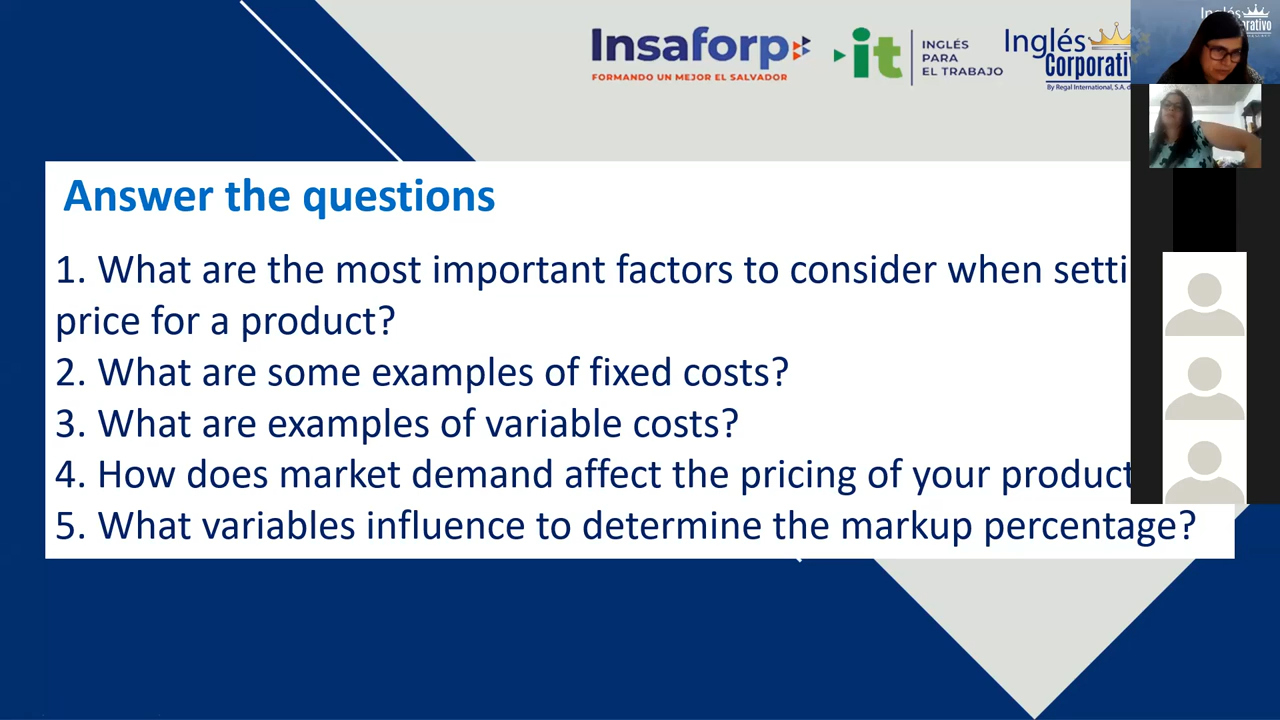 Insaforp
FORMANDO UN MEJOR EL SALVADOR
it
INGLÉS
PARA
EL TRABAJO
Inglés
Corporativ
By Regal International, S.A. d
Answer the questions
1. What are the most important factors to consider when setti
price for a product?
2. What are some examples of fixed costs?
3. What are examples of variable costs?
4. How does market demand affect the pricing of your product
5. What variables influence to determine the markup percentage?